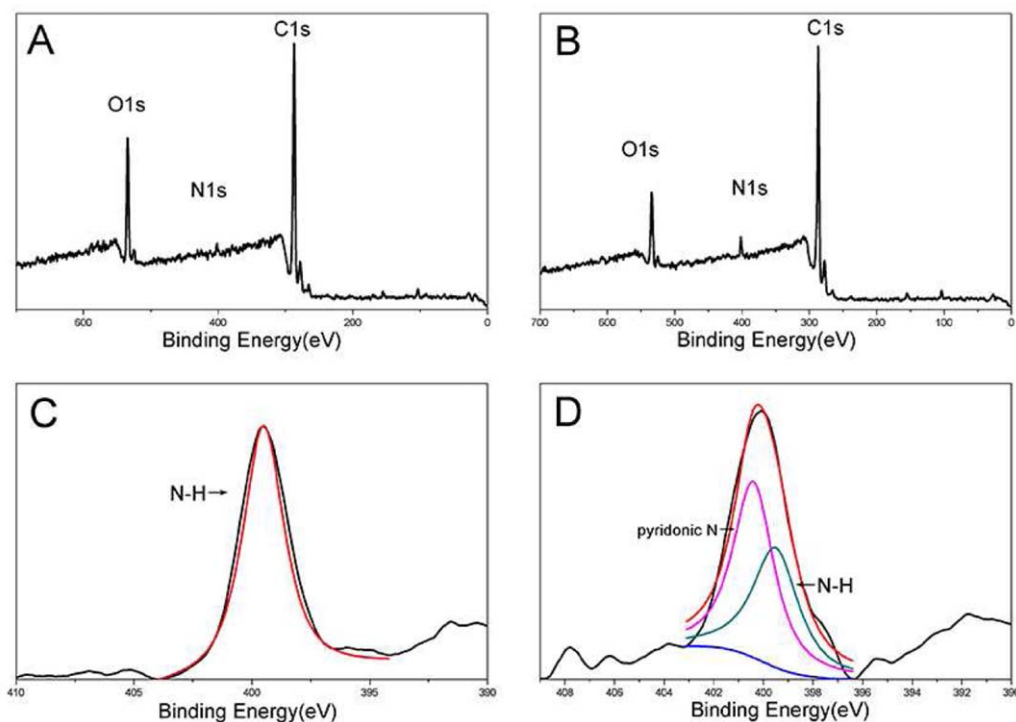 A
C1s
O1s
N1s
600
400
200
0
Binding Energy(eV)
B
C1s
O1s
N1s
700
600
500
400
300
200
100
0
Binding Energy(eV)
C
N-H
410
400
395
390
Binding Energy(eV)
D
pyridonic N
N-H
408
406
404
402
400
398
396
394
392
390
Binding Energy(eV)